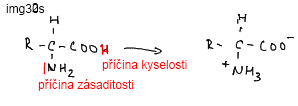 img30s
H H
R - C - COOH → R - C - COO⁻
NH₂ příčina kyselosti + NH₃
příčina zásaditosti